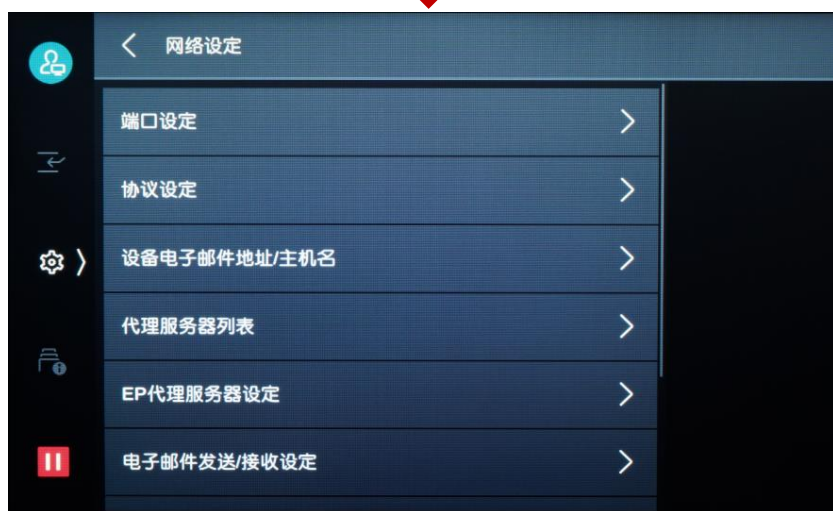 网络设定
端口设定
协议设定
设备电子邮件地址/主机名
代理服务器列表
EP代理服务器设定
电子邮件发送/接收设定